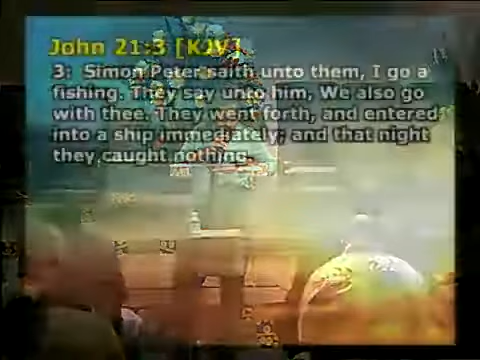 John 21:3 [KJV]
3: Simon Peter saith unto them, I go a
fishing. They say unto him, We also go
with thee. They went forth, and entered
into a ship immediately; and that night
they caught nothing.